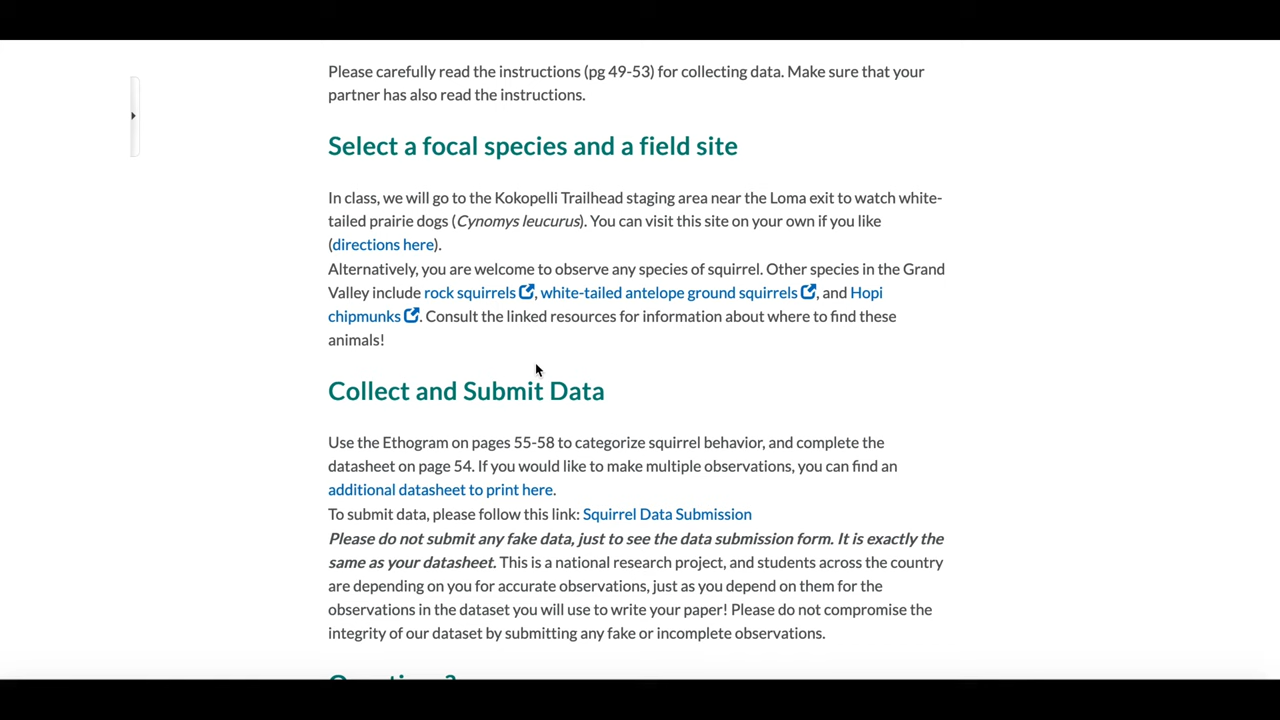 Please carefully read the instructions (pg 49-53) for collecting data. Make sure that your
partner has also read the instructions.
Select a focal species and a field site
In class, we will go to the Kokopelli Trailhead staging area near the Loma exit to watch white-
tailed prairie dogs (Cynomys leucurus). You can visit this site on your own if you like
(directions here).
Alternatively, you are welcome to observe any species of squirrel. Other species in the Grand
Valley include rock squirrels, white-tailed antelope ground squirrels, and Hopi
chipmunks. Consult the linked resources for information about where to find these
animals!
Collect and Submit Data
Use the Ethogram on pages 55-58 to categorize squirrel behavior, and complete the
datasheet on page 54. If you would like to make multiple observations, you can find an
additional datasheet to print here.
To submit data, please follow this link: Squirrel Data Submission
Please do not submit any fake data, just to see the data submission form. It is exactly the
same as your datasheet. This is a national research project, and students across the country
are depending on you for accurate observations, just as you depend on them for the
observations in the dataset you will use to write your paper! Please do not compromise the
integrity of our dataset by submitting any fake or incomplete observations.